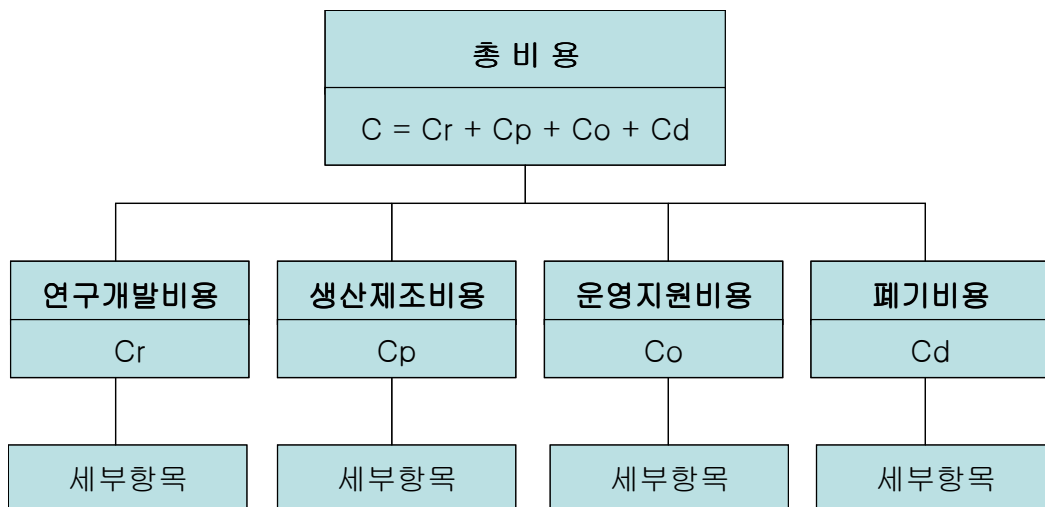 총 비 용
C = Cr + Cp + Co + Cd
연구개발비용
생산제조비용
운영지원비용
폐기비용
Cr
Cp
Co
Cd
세부항목
세부항목
세부항목
세부항목